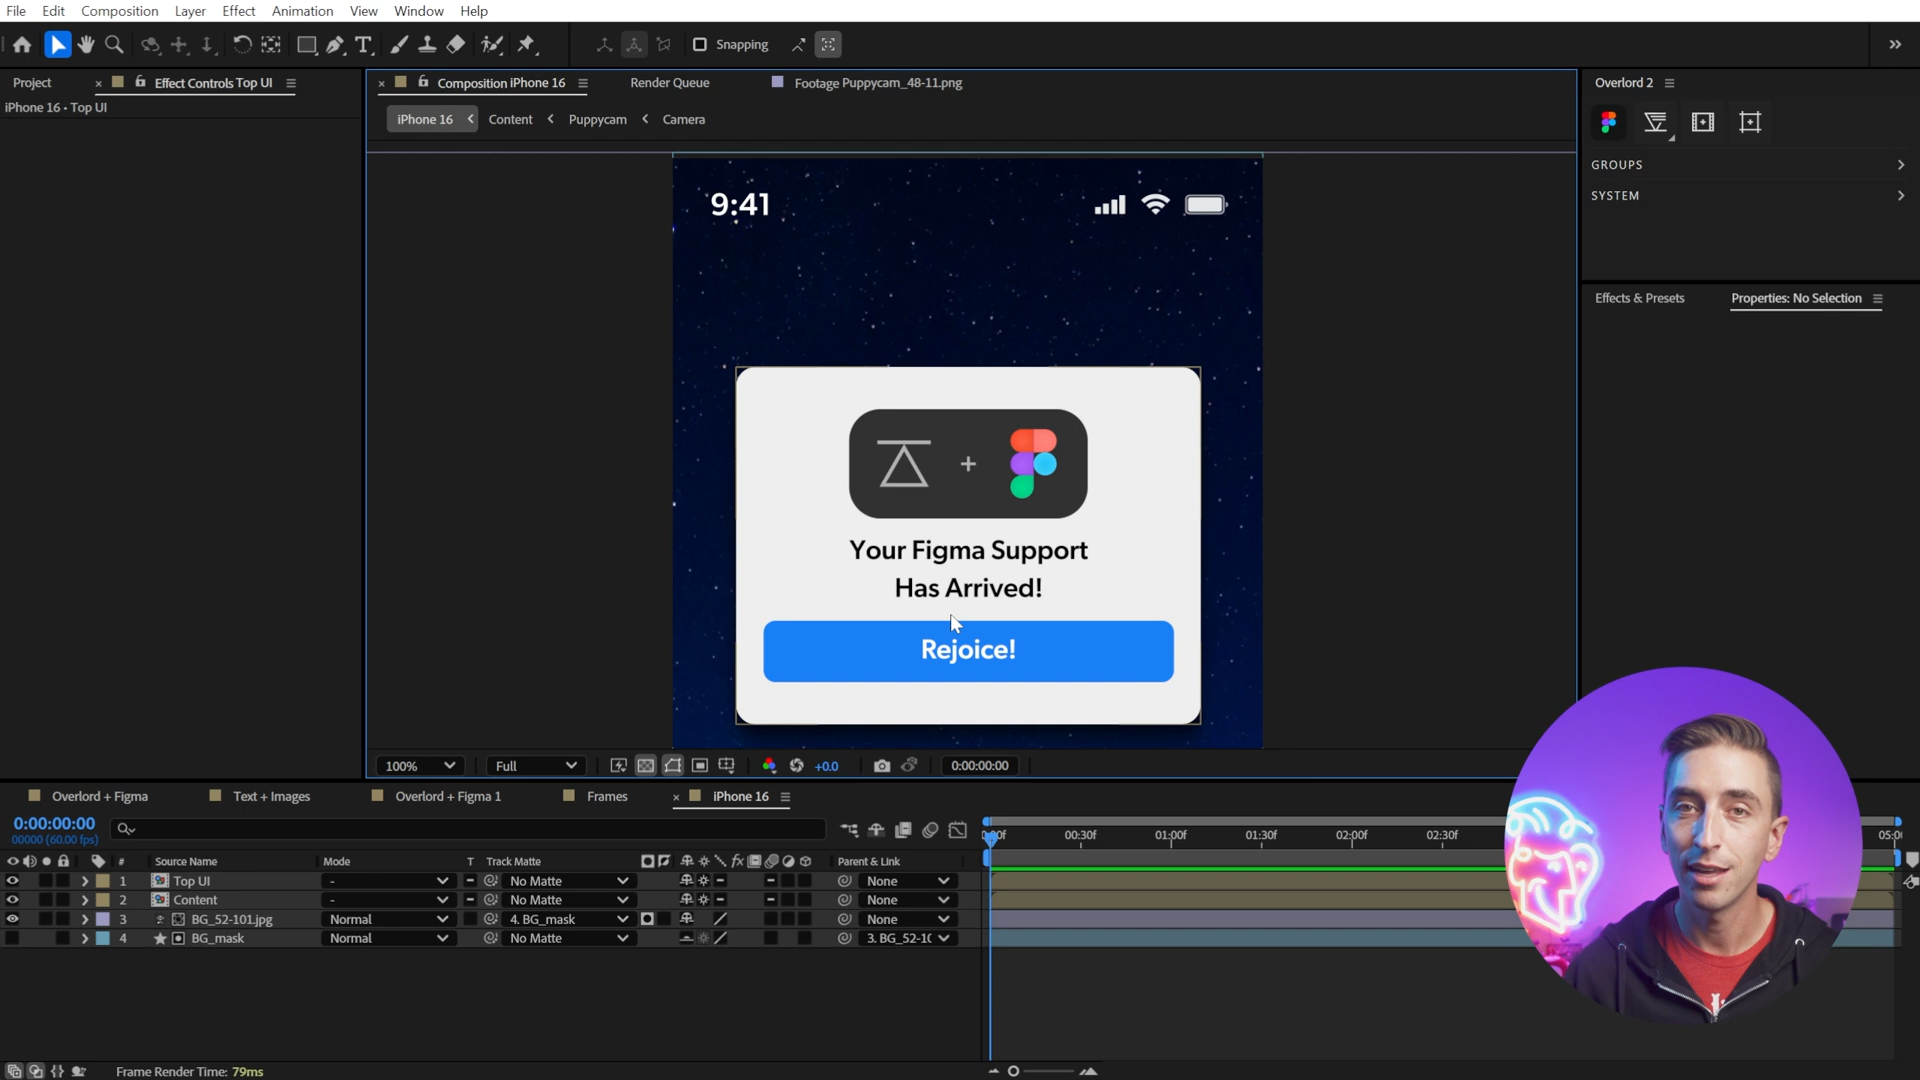 File Edit Composition Layer Effect Animation View Window Help
Snapping
Project Effect Controls Top UI
iPhone 16 • Top UI
Composition iPhone 16 Render Queue Footage Puppycam_48-11.png
iPhone 16 Content Puppycam Camera
Overlord 2
GROUPS
SYSTEM
Effects & Presets Properties: No Selection
9:41
+
Your Figma Support
Has Arrived!
Rejoice!
100% Full +0.0 0:00:00:00
Overlord + Figma Text + Images Overlord + Figma 1 Frames iPhone 16
0:00:00:00
00000 (60.00 fps)
00:30f 01:00f 01:30f 02:00f 02:30f
# Source Name Mode T Track Matte fx Parent & Link
1 Top UI - No Matte None
2 Content - No Matte None
3 BG_52-101.jpg Normal 4. BG_mask None
4 BG_mask Normal No Matte 3. BG_52-1
Frame Render Time: 79ms